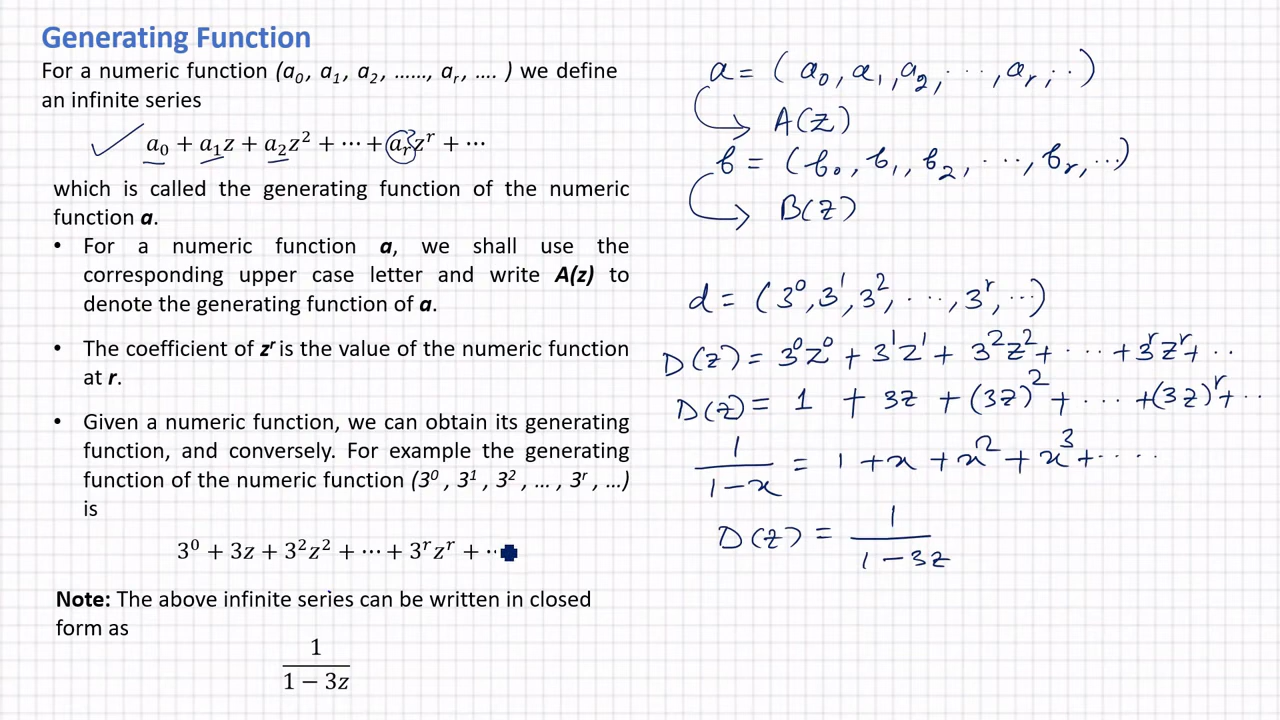 Generating Function
For a numeric function (a₀, a₁, a₂, ......, aᵣ, .... ) we define
an infinite series
a₀ + a₁z + a₂z² + ⋯ + aᵣzʳ + ⋯
which is called the generating function of the numeric
function a.
• For a numeric function a, we shall use the
corresponding upper case letter and write A(z) to
denote the generating function of a.
• The coefficient of zʳ is the value of the numeric function
at r.
• Given a numeric function, we can obtain its generating
function, and conversely. For example the generating
function of the numeric function (3⁰ , 3¹ , 3² , ... , 3ʳ , ...)
is
3⁰ + 3z + 3²z² + ⋯ + 3ʳzʳ + ⋯
Note: The above infinite series can be written in closed
form as
1
1 − 3z
a = ( a₀, a₁, a₂, ⋯, aᵣ, ⋯ )
A(z)
b = (b₀, b₁, b₂, ⋯, bᵣ, ⋯)
B(z)
d = (3⁰, 3¹, 3², ⋯, 3ʳ, ⋯)
D(z) = 3⁰z⁰ + 3¹z¹ + 3²z² + ⋯ + 3ʳzʳ + ⋯
D(z) = 1 + 3z + (3z)² + ⋯ + (3z)ʳ + ⋯
1
1 − x = 1 + x + x² + x³ + ⋯
D(z) = 1
1 − 3z